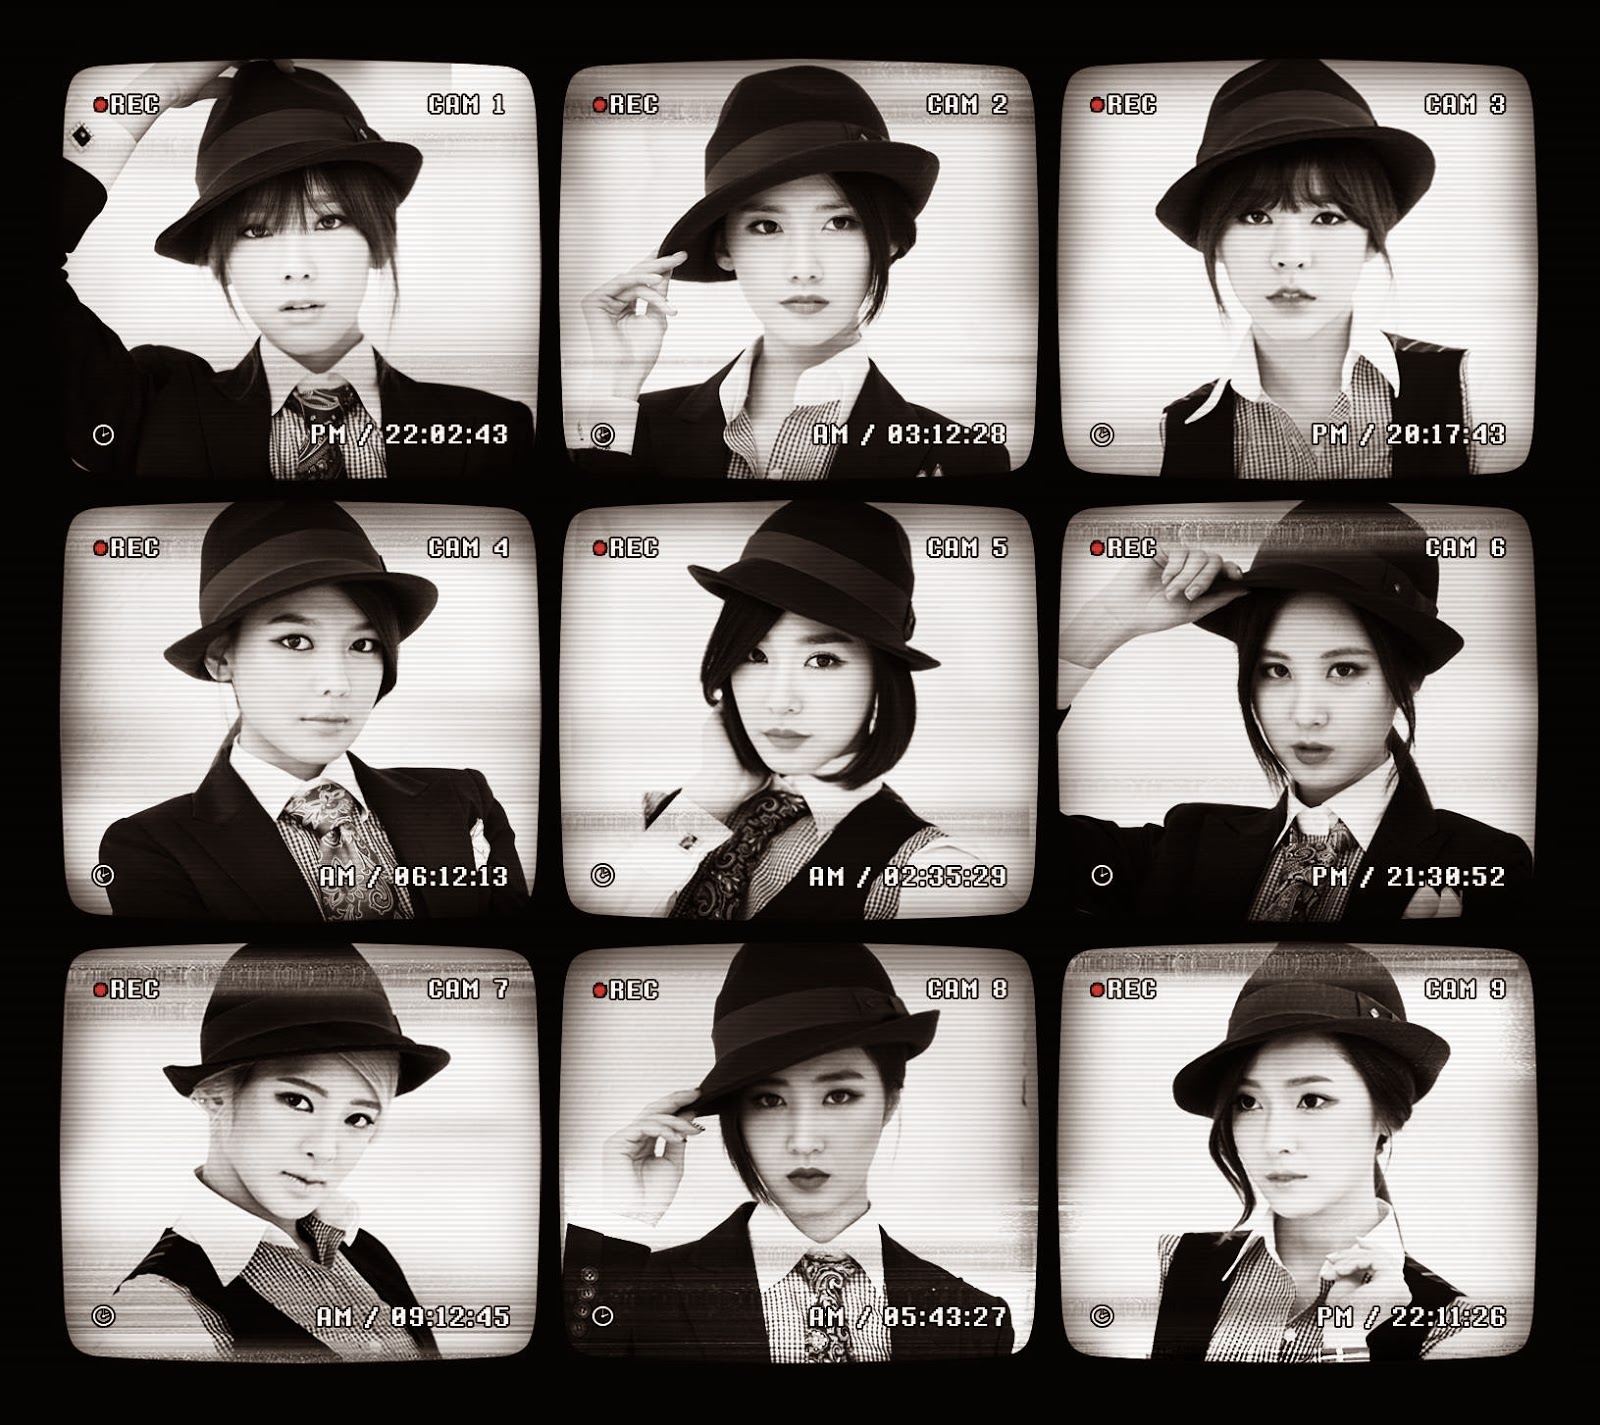 REC CAM 1
PM / 22:02:43
REC CAM 2
AM / 03:12:28
REC CAM 3
PM / 20:17:43
REC CAM 4
AM / 06:12:13
REC CAM 5
AM / 02:35:29
REC CAM 6
PM / 21:30:52
REC CAM 7
AM / 09:12:45
REC CAM 8
AM / 05:43:27
REC CAM 9
PM / 22:11:26